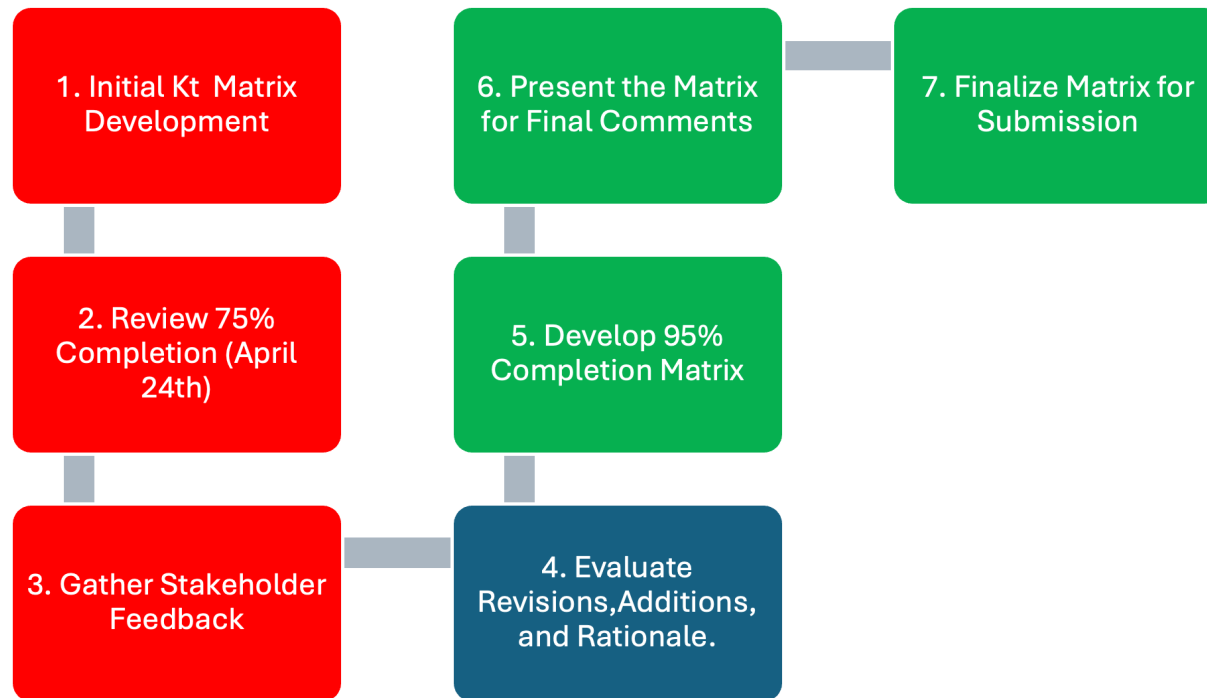 1. Initial Kt  Matrix
Development
2. Review 75%
Completion (April
24th)
3. Gather Stakeholder
Feedback
4. Evaluate
Revisions,Additions,
and Rationale.
5. Develop 95%
Completion Matrix
6. Present the Matrix
for Final Comments
7. Finalize Matrix for
Submission